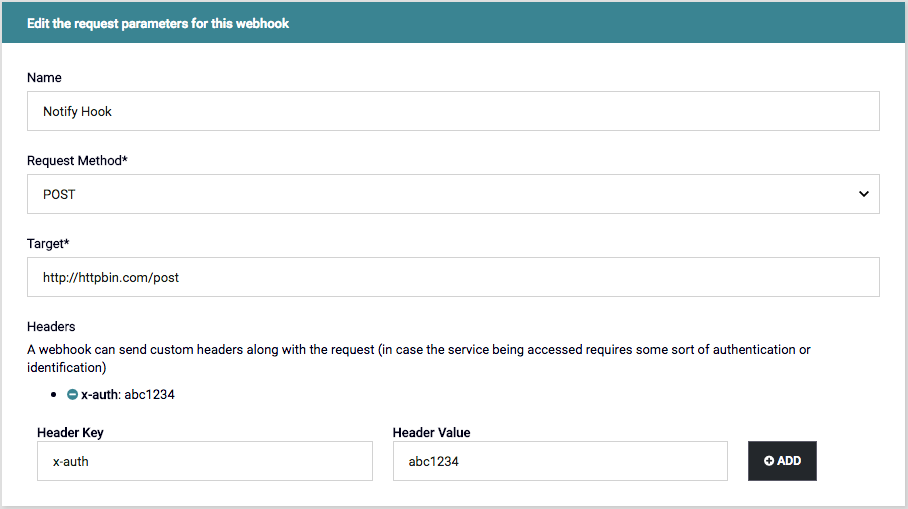 Edit the request parameters for this webhook
Name
Notify Hook
Request Method*
POST
Target*
http://httpbin.com/post
Headers
A webhook can send custom headers along with the request (in case the service being accessed requires some sort of authentication or
identification)
x-auth: abc1234
Header Key
Header Value
x-auth
abc1234
ADD